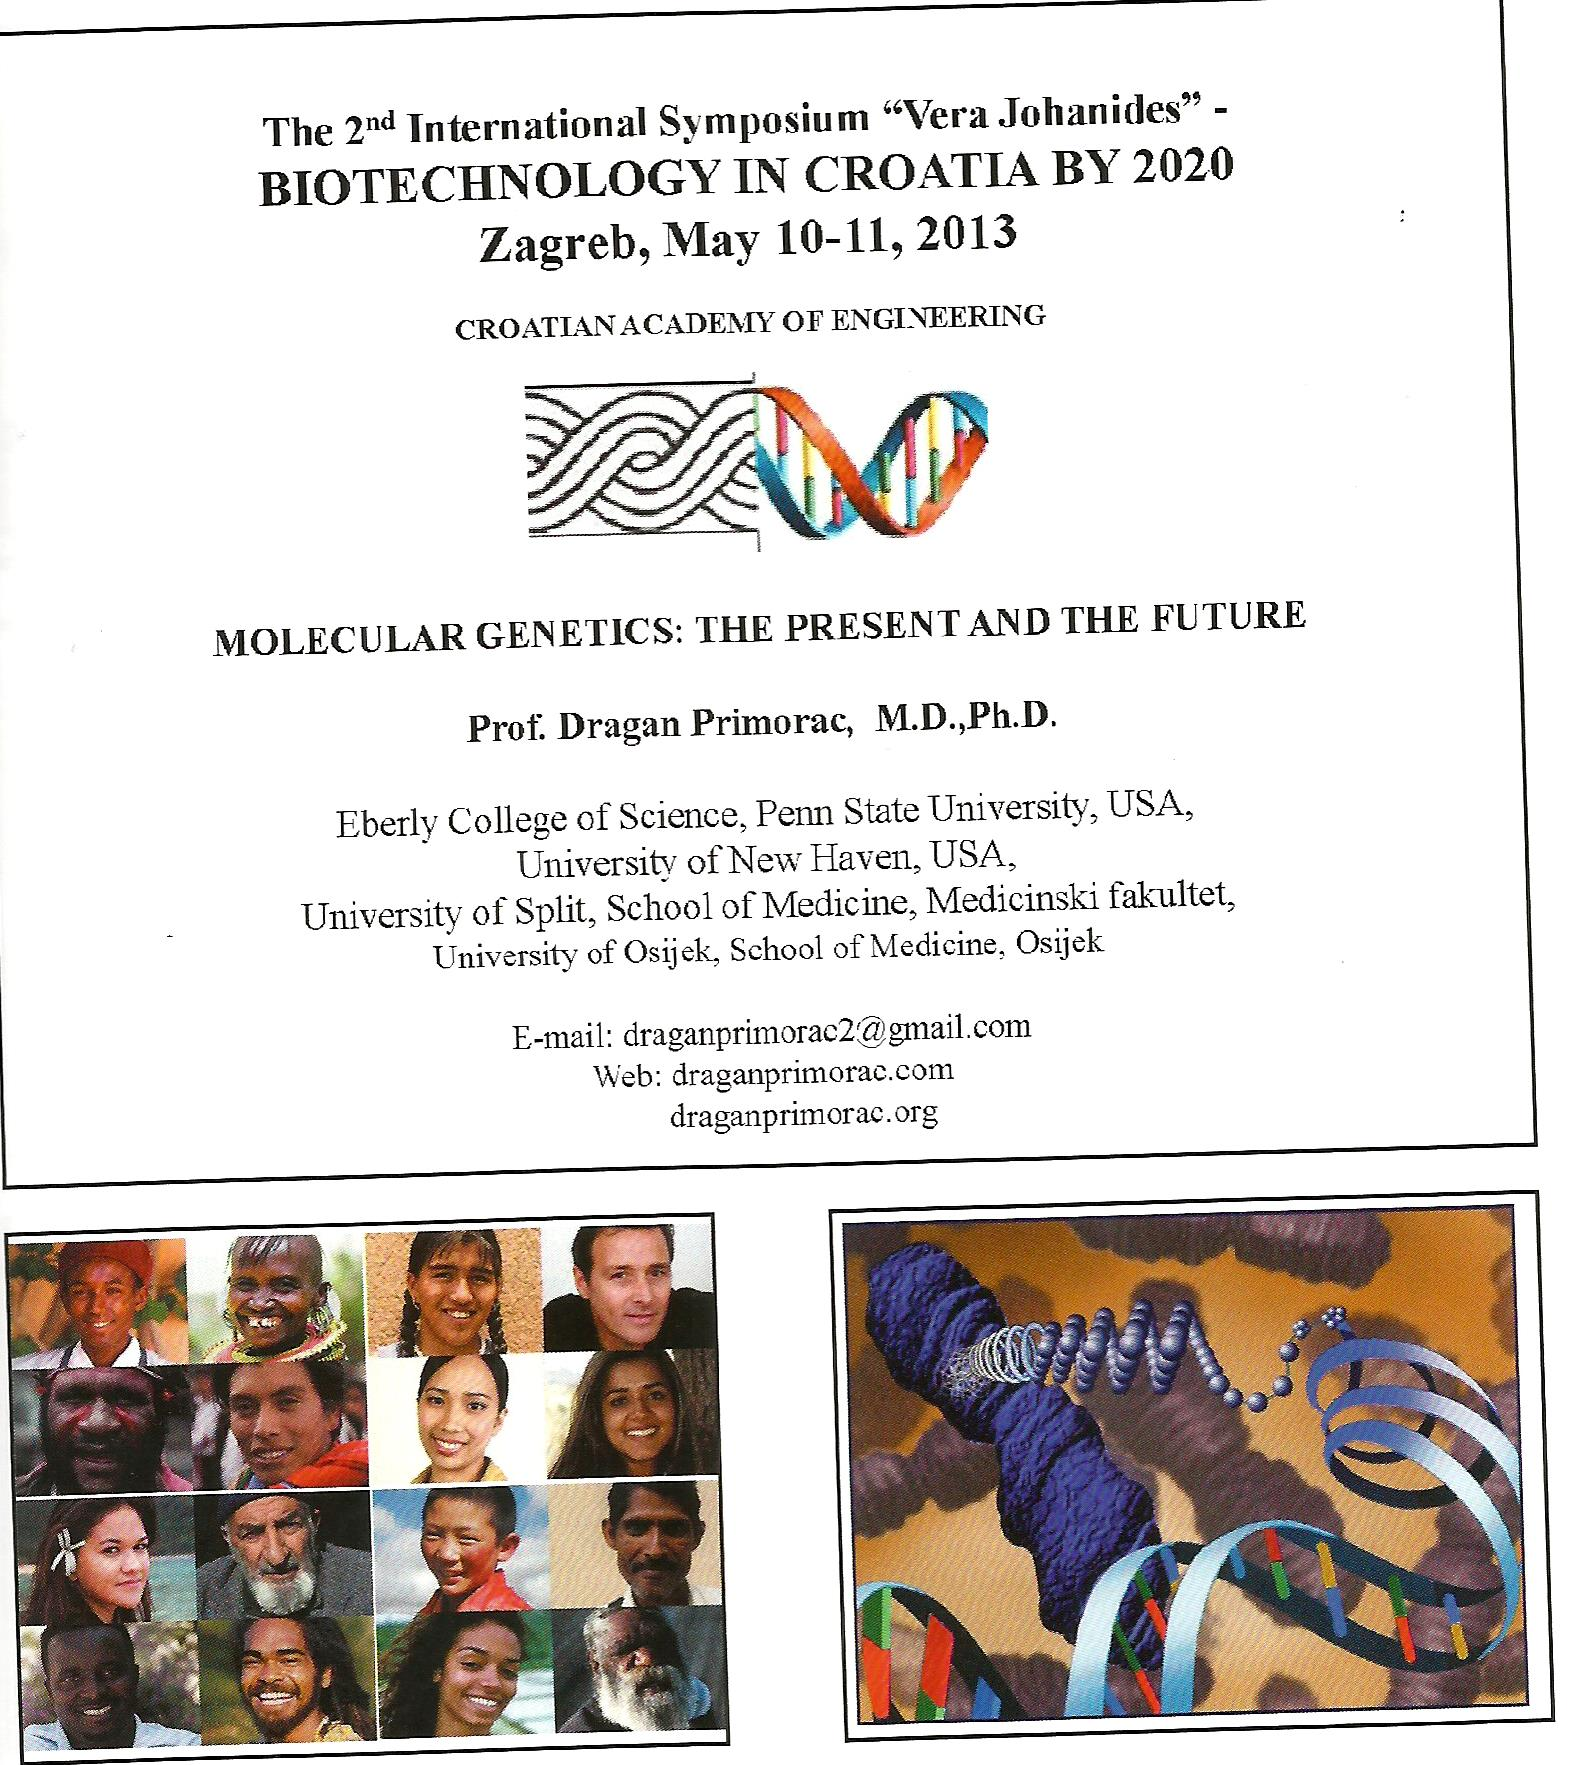 The 2nd International Symposium “Vera Johanides” -
BIOTECHNOLOGY IN CROATIA BY 2020
Zagreb, May 10-11, 2013
CROATIAN ACADEMY OF ENGINEERING
MOLECULAR GENETICS: THE PRESENT AND THE FUTURE
Prof. Dragan Primorac, M.D.,Ph.D.
Eberly College of Science, Penn State University, USA,
University of New Haven, USA,
University of Split, School of Medicine, Medicinski fakultet,
University of Osijek, School of Medicine, Osijek
E-mail: draganprimorac2@gmail.com
Web: draganprimorac.com
draganprimorac.org